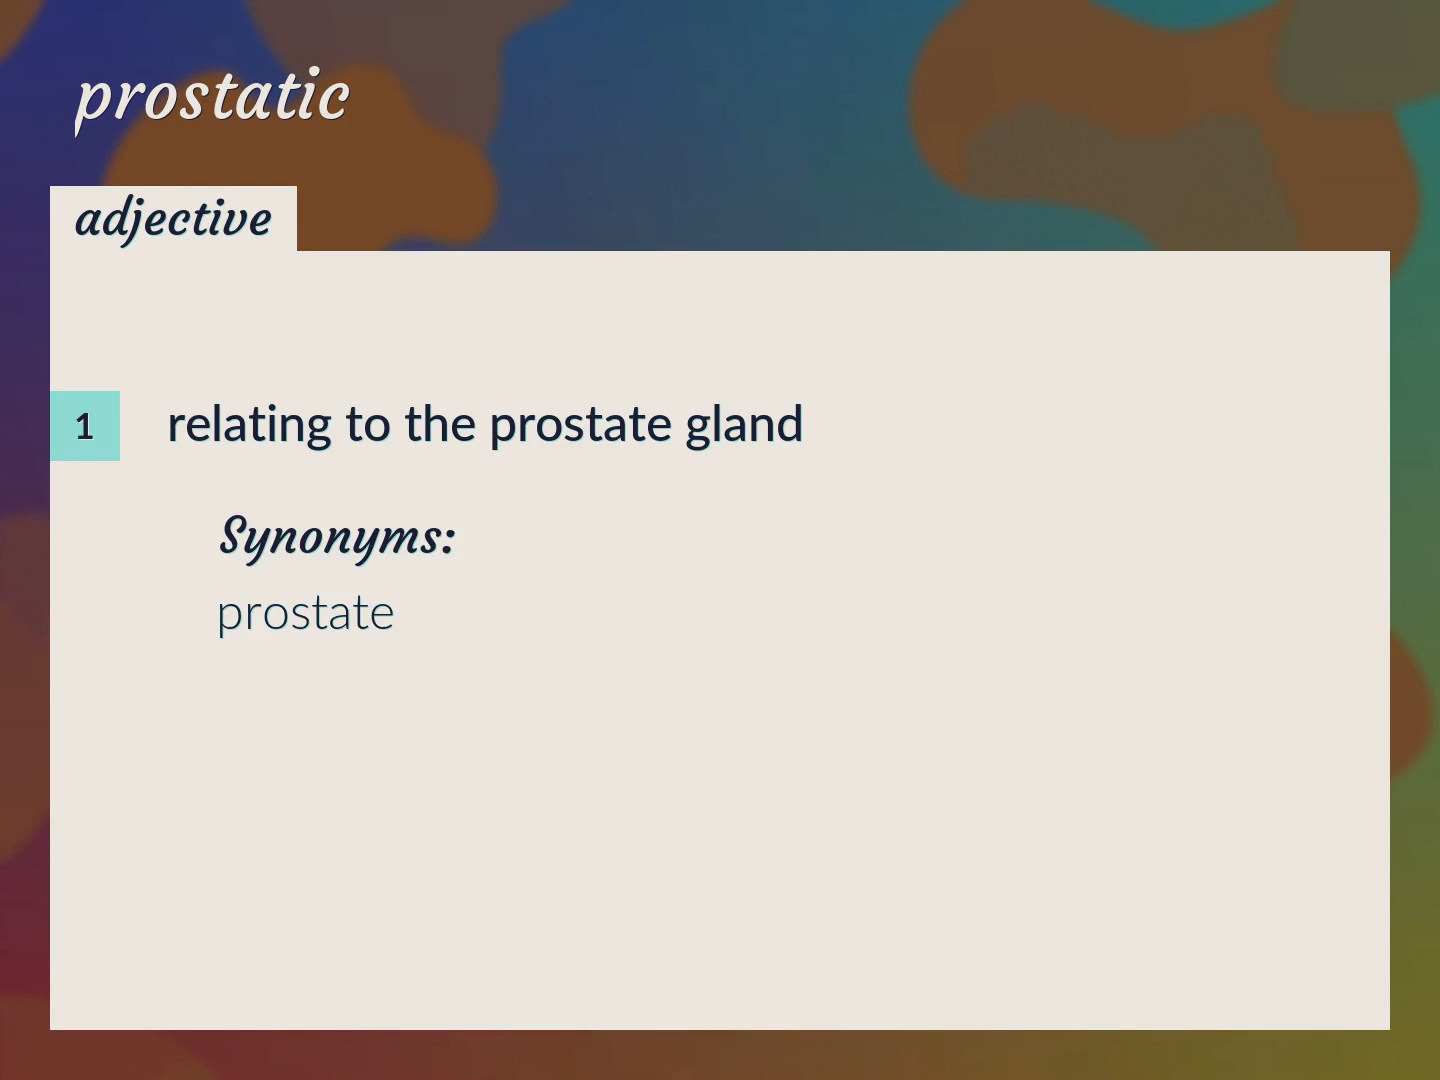 prostatic
adjective
1 relating to the prostate gland
Synonyms:
prostate